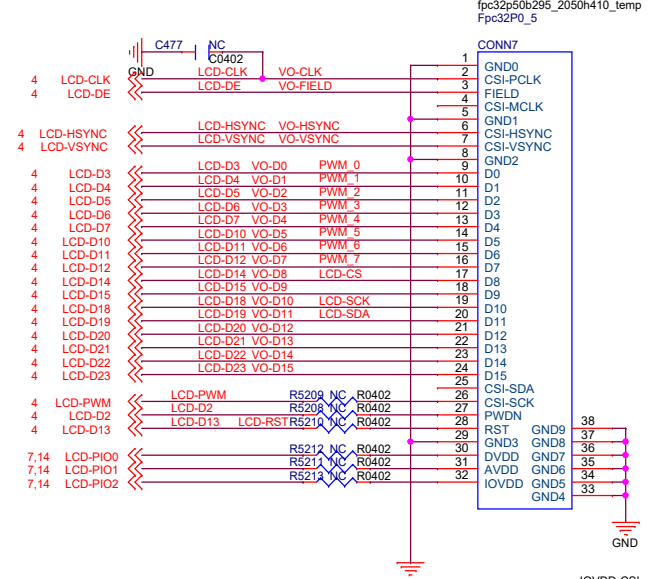 fpc32p50b295_2050h410_temp
Fpc32P0_5
C477 NC CONN7
C0402
GND 1 GND0
4 LCD-CLK LCD-CLK VO-CLK 2 CSI-PCLK
4 LCD-DE LCD-DE VO-FIELD 3 FIELD
4 CSI-MCLK
5 GND1
4 LCD-HSYNC LCD-HSYNC VO-HSYNC 6 CSI-HSYNC
4 LCD-VSYNC LCD-VSYNC VO-VSYNC 7 CSI-VSYNC
8 GND2
4 LCD-D3 LCD-D3 VO-D0 PWM_0 9 D0
4 LCD-D4 LCD-D4 VO-D1 PWM_1 10 D1
4 LCD-D5 LCD-D5 VO-D2 PWM_2 11 D2
4 LCD-D6 LCD-D6 VO-D3 PWM_3 12 D3
4 LCD-D7 LCD-D7 VO-D4 PWM_4 13 D4
4 LCD-D10 LCD-D10 VO-D5 PWM_5 14 D5
4 LCD-D11 LCD-D11 VO-D6 PWM_6 15 D6
4 LCD-D12 LCD-D12 VO-D7 PWM_7 16 D7
4 LCD-D14 LCD-D14 VO-D8 LCD-CS 17 D8
4 LCD-D15 LCD-D15 VO-D9 18 D9
4 LCD-D18 LCD-D18 VO-D10 LCD-SCK 19 D10
4 LCD-D19 LCD-D19 VO-D11 LCD-SDA 20 D11
4 LCD-D20 LCD-D20 VO-D12 21 D12
4 LCD-D21 LCD-D21 VO-D13 22 D13
4 LCD-D22 LCD-D22 VO-D14 23 D14
4 LCD-D23 LCD-D23 VO-D15 24 D15
25 CSI-SDA
4 LCD-PWM LCD-PWM R5209 NC R0402 26 CSI-SCK
4 LCD-D2 LCD-D2 R5208 NC R0402 27 PWDN
4 LCD-D13 LCD-D13 LCD-RST R5210 NC R0402 28 RST GND9 38
29 GND3 GND8 37
7,14 LCD-PIO0 R5212 NC R0402 30 DVDD GND7 36
7,14 LCD-PIO1 R5211 NC R0402 31 AVDD GND6 35
7,14 LCD-PIO2 R5213 NC R0402 32 IOVDD GND5 34
GND4 33
GND